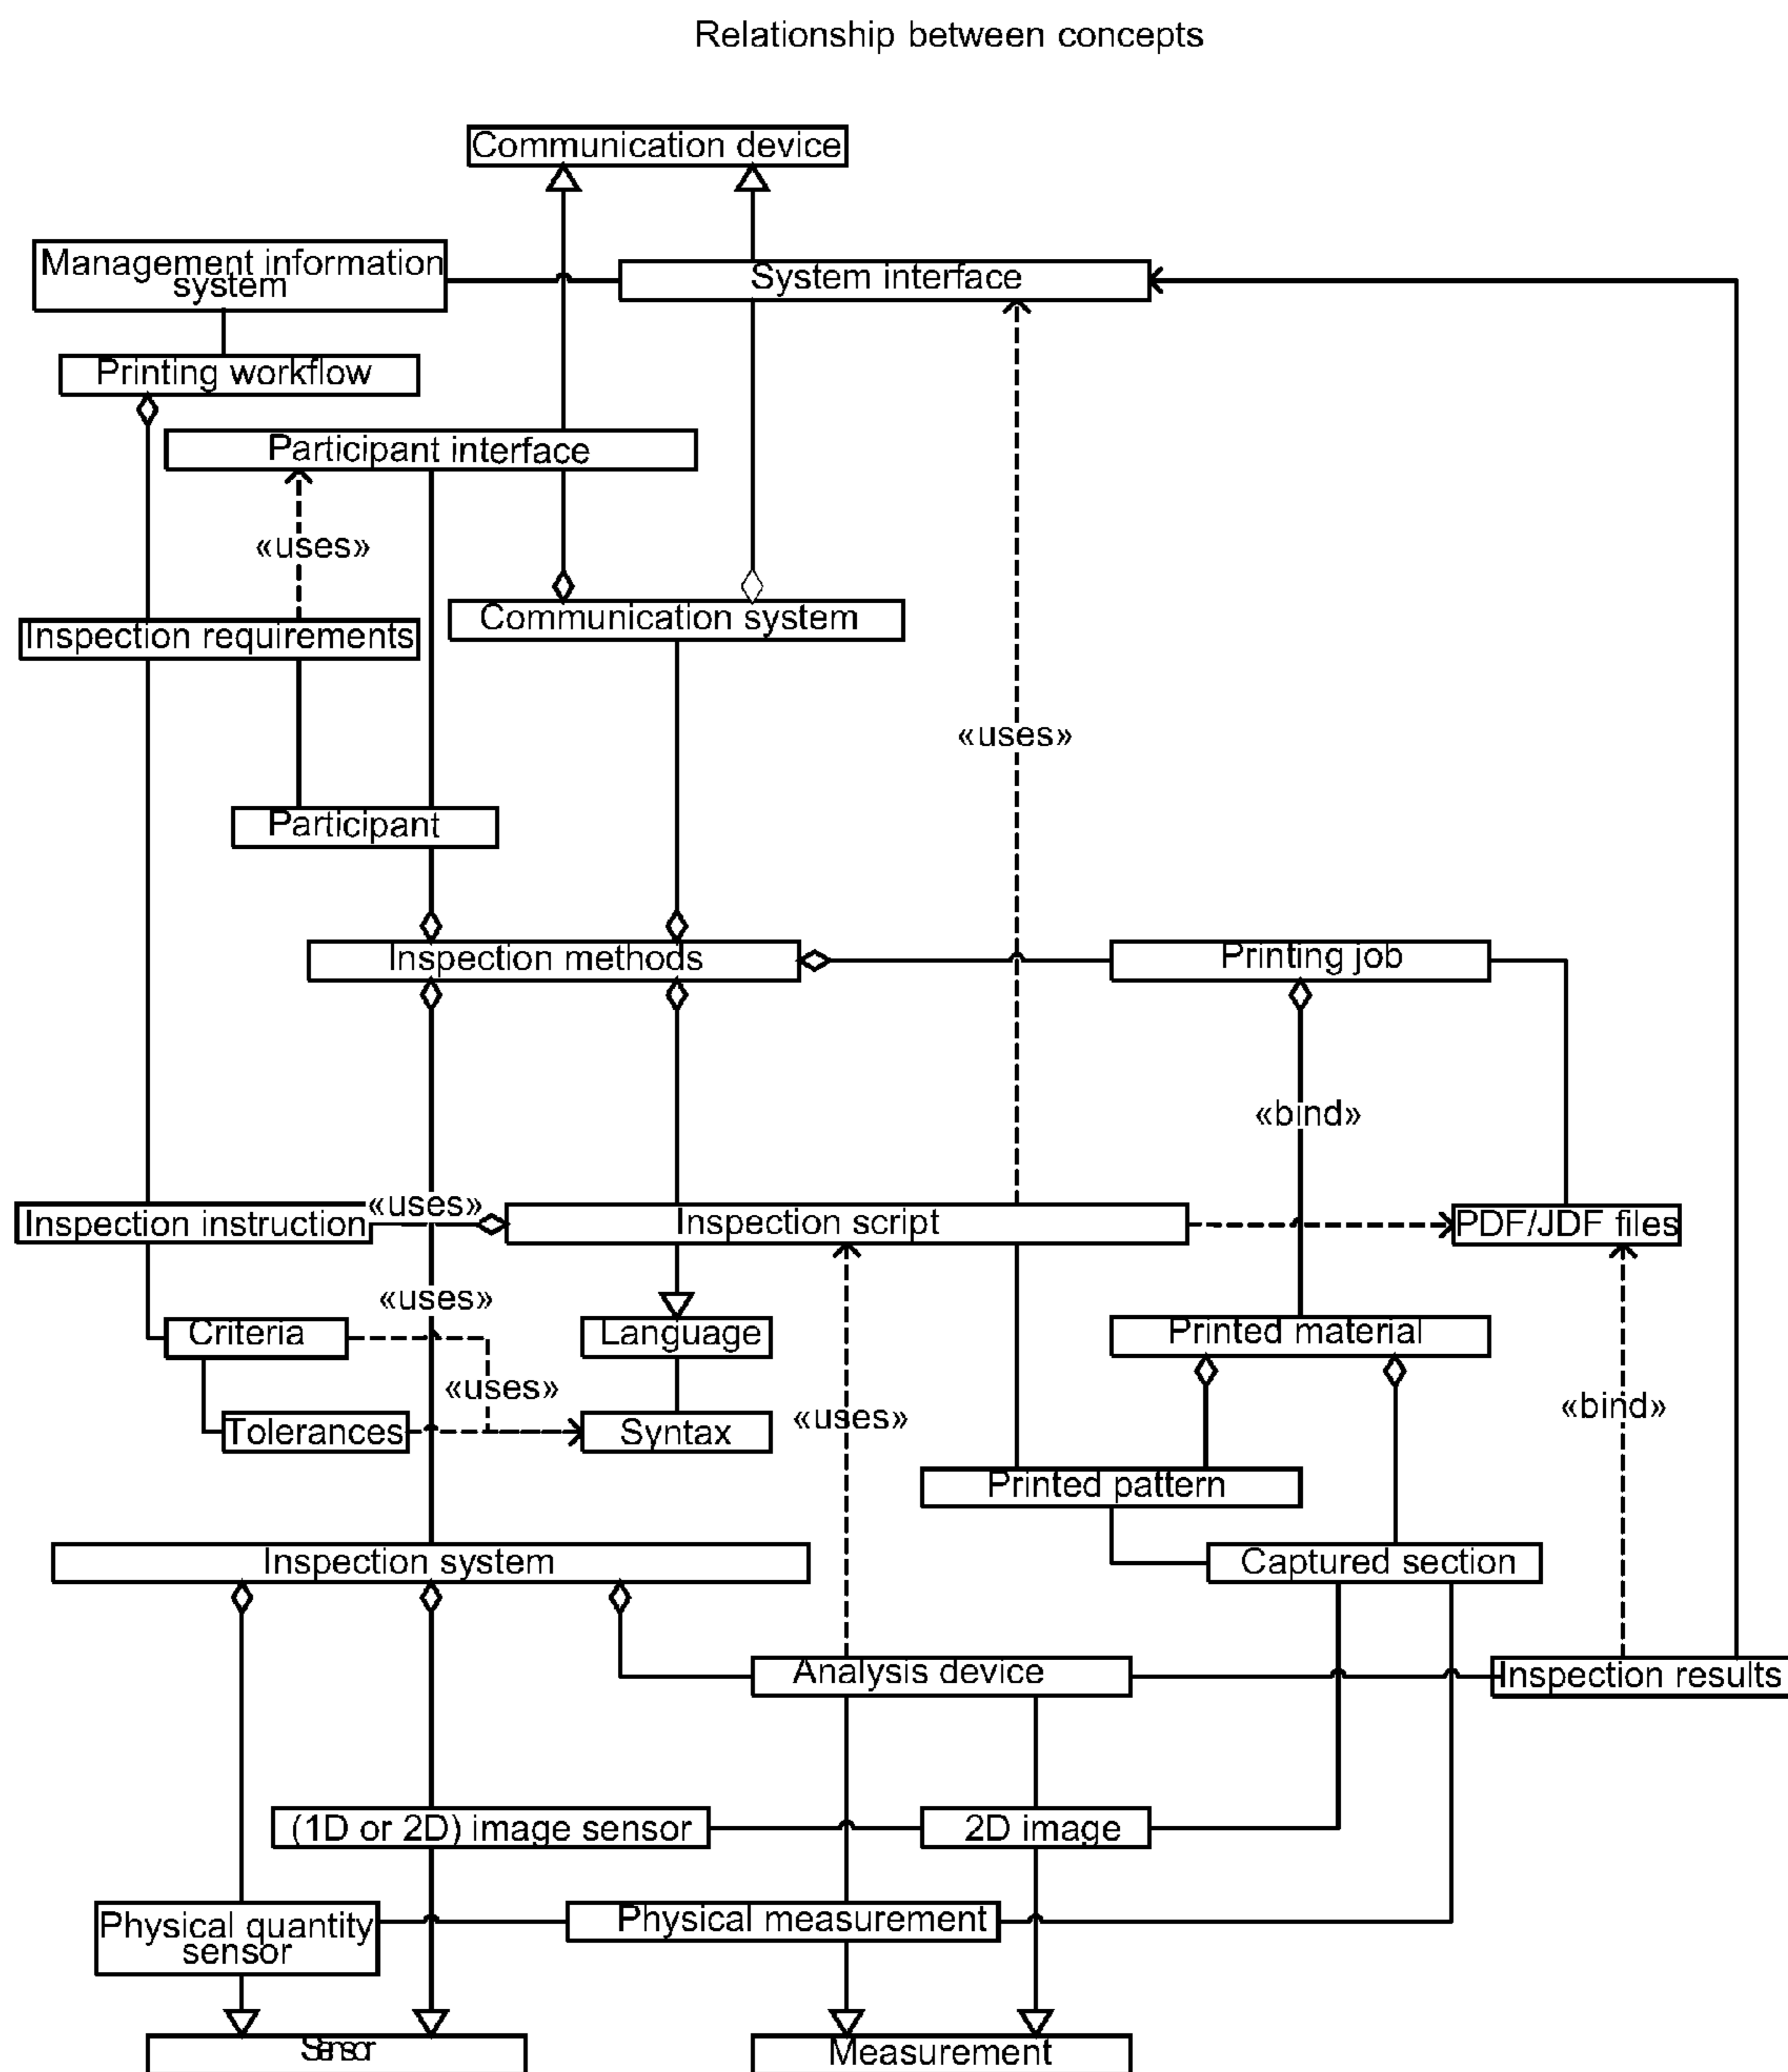 Relationship between concepts
Communication device
Management information
system
System interface
Printing workflow
Participant interface
«uses»
Communication system
Inspection requirements
«uses»
Participant
Inspection methods
Printing job
«bind»
«uses»
Inspection instruction
Inspection script
PDF/JDF files
«uses»
Criteria
Language
Printed material
«uses»
«uses»
«bind»
Tolerances
Syntax
Printed pattern
Inspection system
Captured section
Analysis device
Inspection results
(1D or 2D) image sensor
2D image
Physical quantity
sensor
Physical measurement
Sensor
Measurement